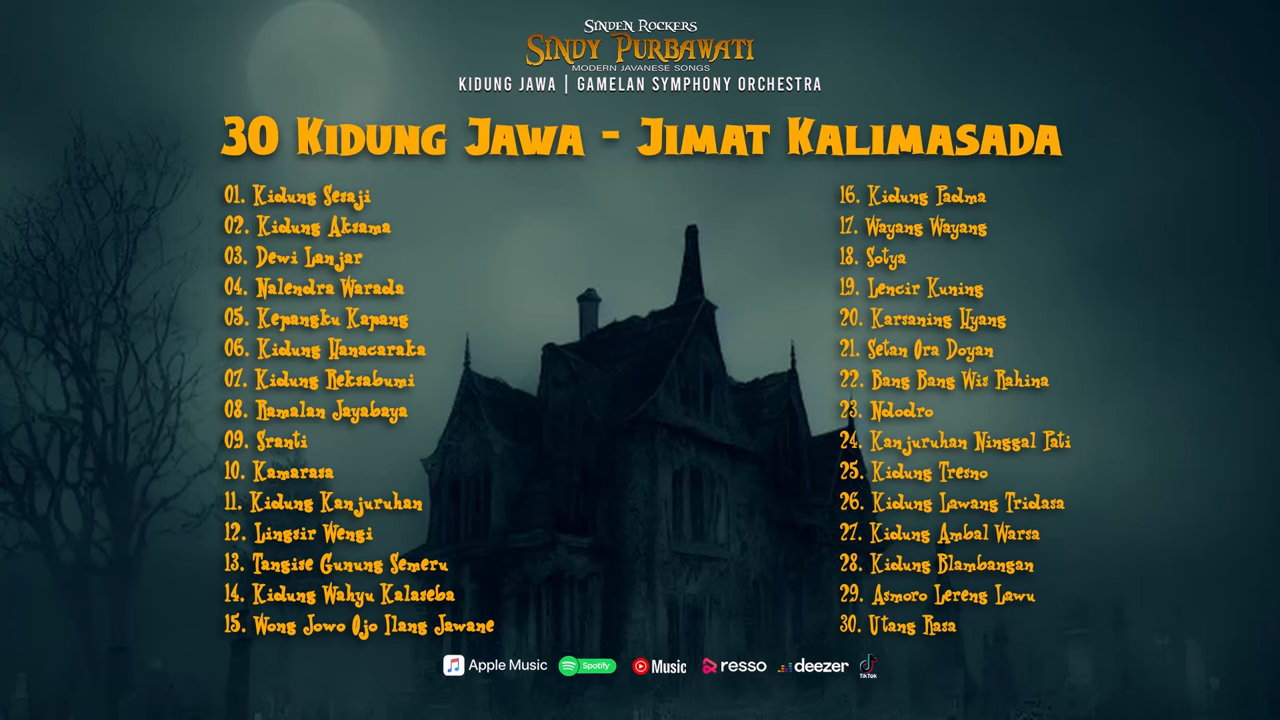 Sinden Rockers
Sindy Purbawati
MODERN JAVANESE SONGS
KIDUNG JAWA | GAMELAN SYMPHONY ORCHESTRA
30 Kidung Jawa - Jimat Kalimasada
01. Kidung Sesaji
02. Kidung Aksama
03. Dewi Lanjar
04. Nalendra Warada
05. Kepangku Kapang
06. Kidung Hanacaraka
07. Kidung Reksabumi
08. Ramalan Jayabaya
09. Sranti
10. Kamarasa
11. Kidung Kanjuruhan
12. Lingsir Wengi
13. Tangise Gunung Semeru
14. Kidung Wahyu Kalaseba
15. Wong Jowo Ojo Ilang Jawane
16. Kidung Padma
17. Wayang Wayang
18. Sotya
19. Lencir Kuning
20. Karsaning Hyang
21. Setan Ora Doyan
22. Bang Bang Wis Rahina
23. Ndodro
24. Kanjuruhan Ninggal Pati
25. Kidung Tresno
26. Kidung Lawang Tridasa
27. Kidung Ambal Warsa
28. Kidung Blambangan
29. Asmoro Lereng Lawu
30. Utang Rasa
Apple Music Spotify Music resso deezer TikTok